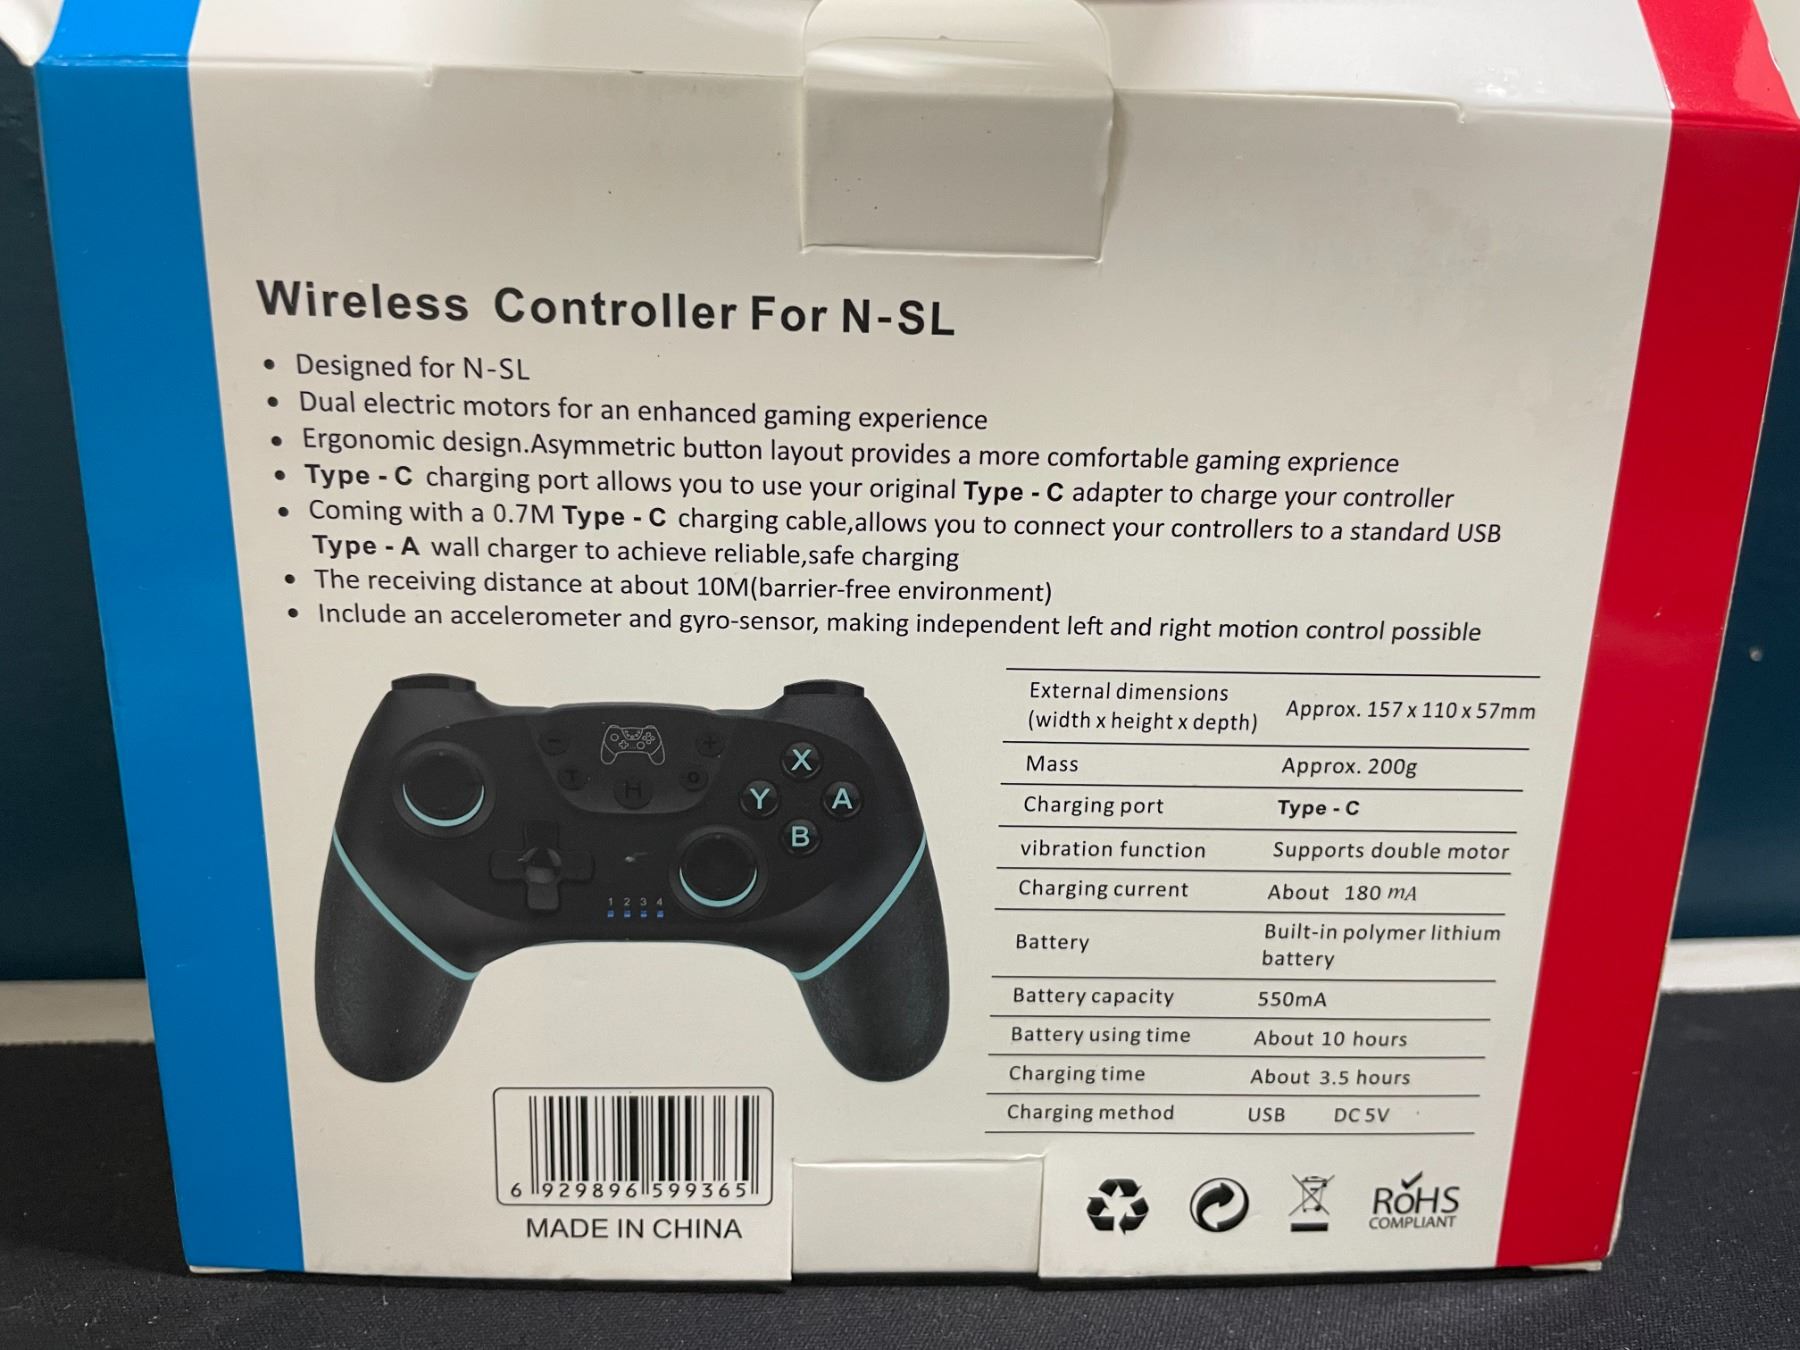 Wireless Controller For N-SL
• Designed for N-SL
• Dual electric motors for an enhanced gaming experience
• Ergonomic design.Asymmetric button layout provides a more comfortable gaming exprience
• Type - C charging port allows you to use your original Type - C adapter to charge your controller
• Coming with a 0.7M Type - C charging cable,allows you to connect your controllers to a standard USB
Type - A wall charger to achieve reliable,safe charging
• The receiving distance at about 10M(barrier-free environment)
• Include an accelerometer and gyro-sensor, making independent left and right motion control possible
X
Y A
B
T H O
1 2 3 4
External dimensions
(width x height x depth) Approx. 157 x 110 x 57mm
Mass Approx. 200g
Charging port Type - C
vibration function Supports double motor
Charging current About 180 mA
Battery Built-in polymer lithium
battery
Battery capacity 550mA
Battery using time About 10 hours
Charging time About 3.5 hours
Charging method USB DC 5V
6 929896 599365
MADE IN CHINA
RoHS
COMPLIANT